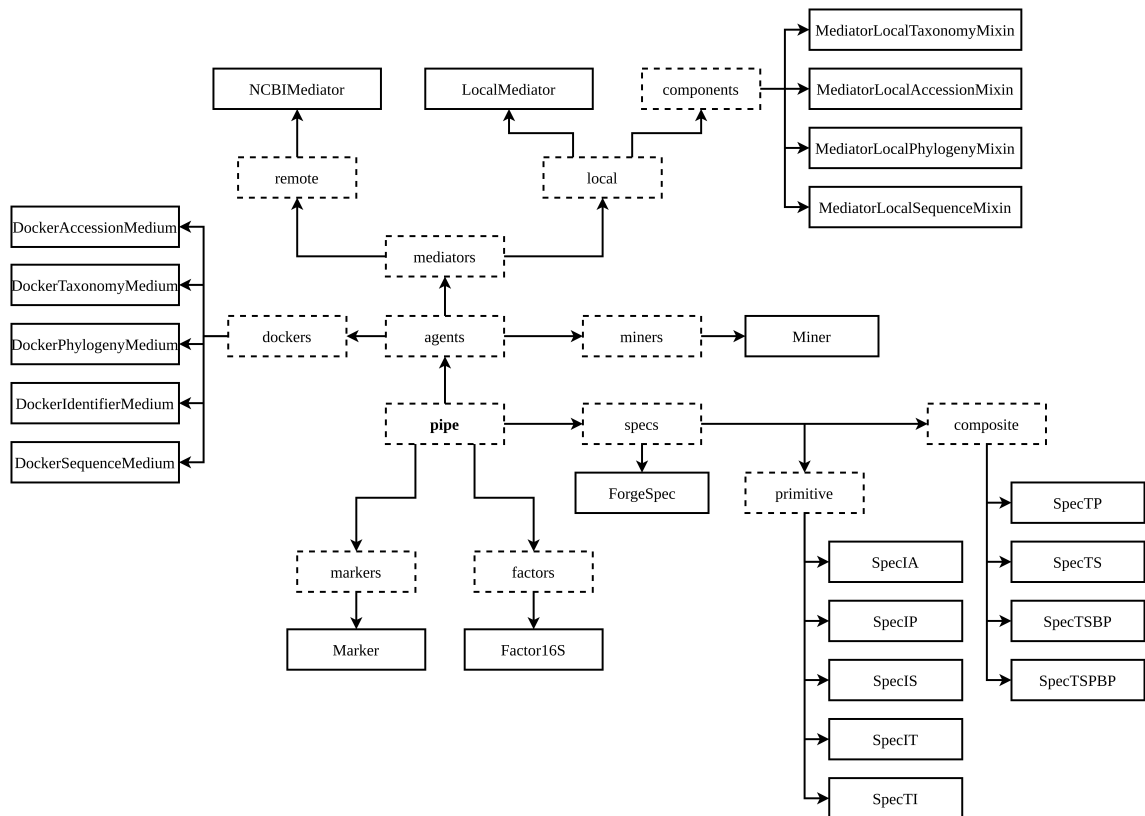 MediatorLocalTaxonomyMixin
NCBIMediator
LocalMediator
components
MediatorLocalAccessionMixin
MediatorLocalPhylogenyMixin
remote
local
MediatorLocalSequenceMixin
DockerAccessionMedium
mediators
DockerTaxonomyMedium
dockers
agents
miners
Miner
DockerPhylogenyMedium
DockerIdentifierMedium
pipe
specs
composite
DockerSequenceMedium
ForgeSpec
primitive
SpecTP
markers
factors
SpecIA
SpecTS
SpecIP
SpecTSBP
Marker
Factor16S
SpecIS
SpecTSPBP
SpecIT
SpecTI